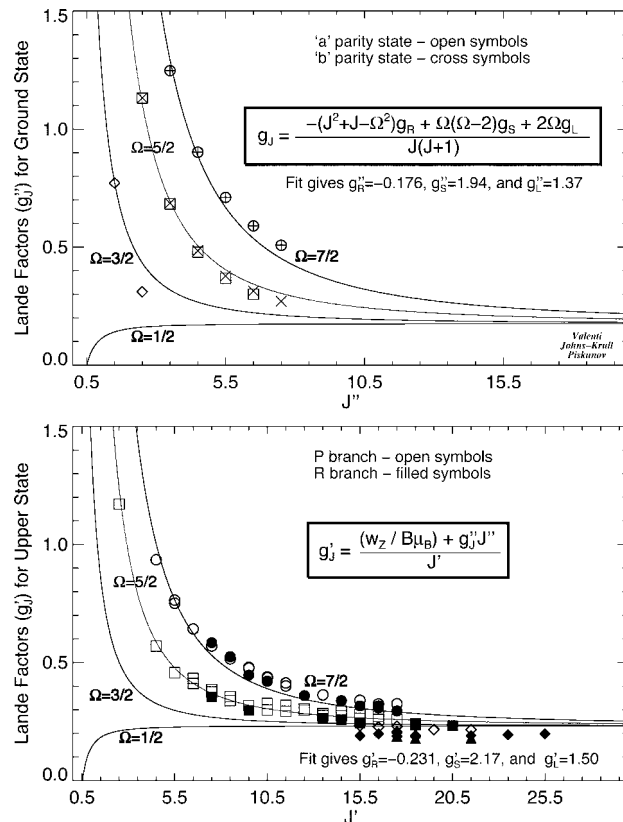 Lande Factors (g_J'') for Ground State
1.5
1.0
0.5
0.0
'a' parity state – open symbols
'b' parity state – cross symbols
g_J = −(J²+J−Ω²)g_R + Ω(Ω−2)g_S + 2Ωg_L
J(J+1)
Fit gives g_R''=−0.176, g_S''=1.94, and g_L''=1.37
Ω=5/2
Ω=3/2
Ω=7/2
Ω=1/2
Valenti
Johns–Krull
Piskunov
0.5 5.5 10.5 15.5
J''
Lande Factors (g_J') for Upper State
1.5
1.0
0.5
0.0
P branch – open symbols
R branch – filled symbols
g_J' = (w_Z / Bμ_B) + g_J''J''
J'
Ω=5/2
Ω=3/2
Ω=7/2
Ω=1/2
Fit gives g_R'=−0.231, g_S'=2.17, and g_L'=1.50
0.5 5.5 10.5 15.5 20.5 25.5
J'